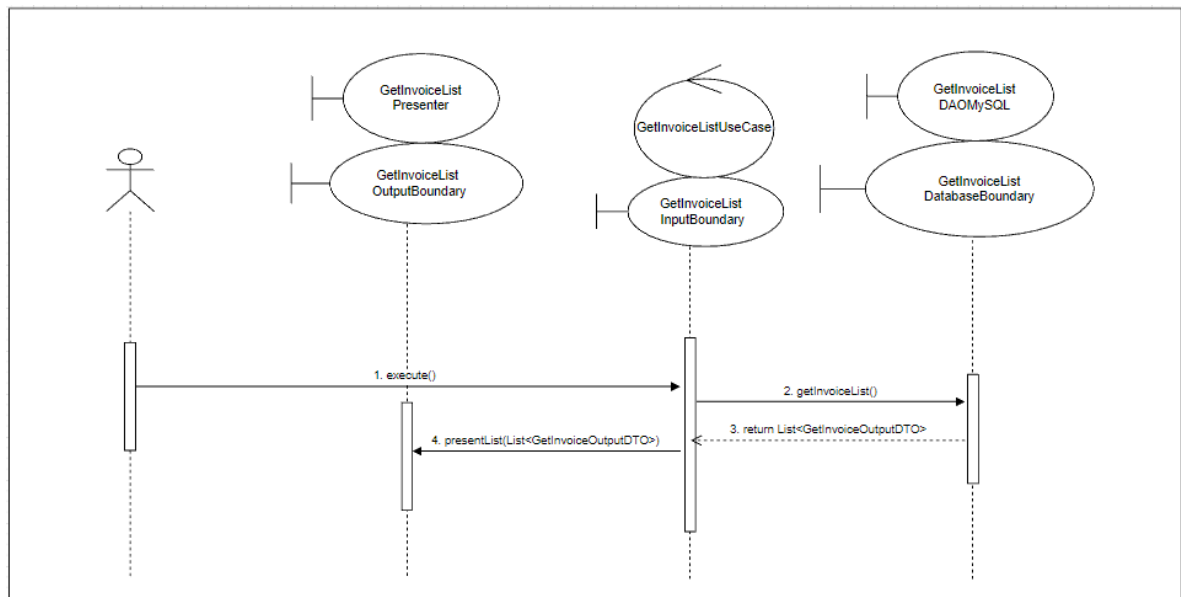 GetInvoiceList
Presenter
GetInvoiceList
OutputBoundary
GetInvoiceListUseCase
GetInvoiceList
InputBoundary
GetInvoiceList
DAOMySQL
GetInvoiceList
DatabaseBoundary
1. execute()
2. getInvoiceList()
3. return List<GetInvoiceOutputDTO>
4. presentList(List<GetInvoiceOutputDTO>)